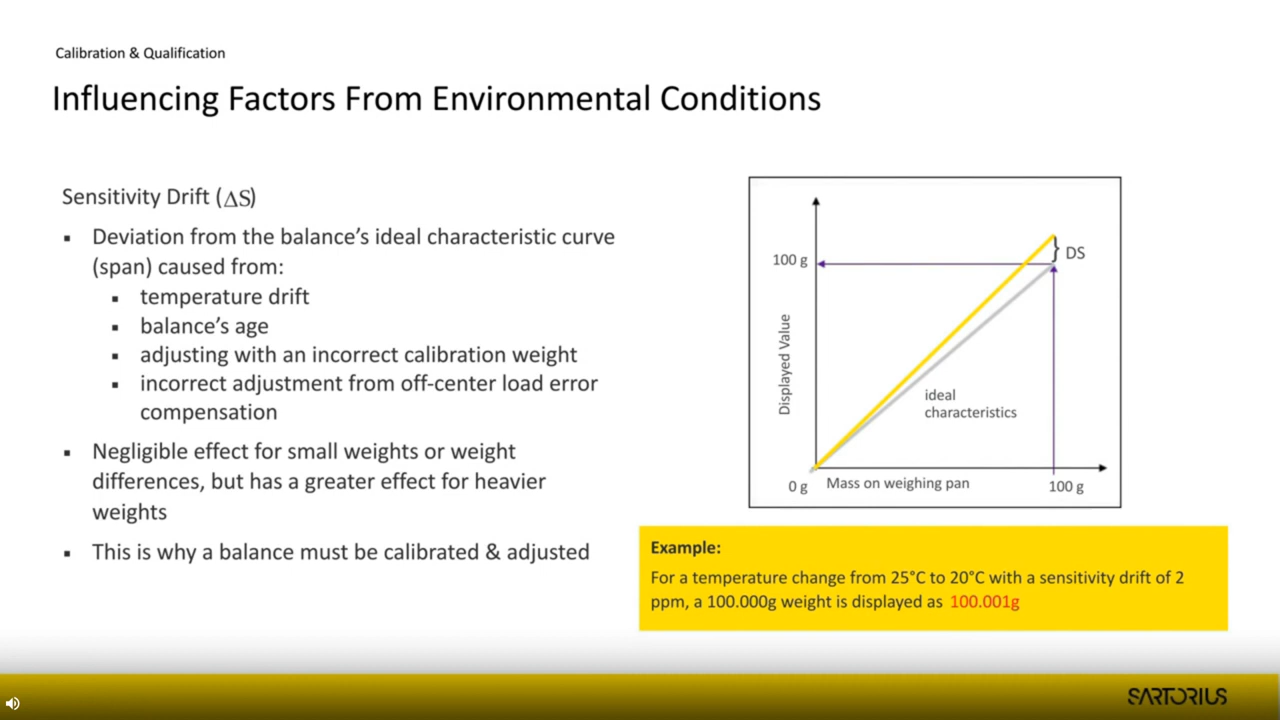 Calibration & Qualification
Influencing Factors From Environmental Conditions
Sensitivity Drift (ΔS)
▪ Deviation from the balance's ideal characteristic curve
(span) caused from:
▪ temperature drift
▪ balance's age
▪ adjusting with an incorrect calibration weight
▪ incorrect adjustment from off-center load error
compensation
▪ Negligible effect for small weights or weight
differences, but has a greater effect for heavier
weights
▪ This is why a balance must be calibrated & adjusted
100 g
} DS
Displayed Value
ideal
characteristics
0 g
Mass on weighing pan
100 g
Example:
For a temperature change from 25°C to 20°C with a sensitivity drift of 2
ppm, a 100.000g weight is displayed as 100.001g
SARTORIUS